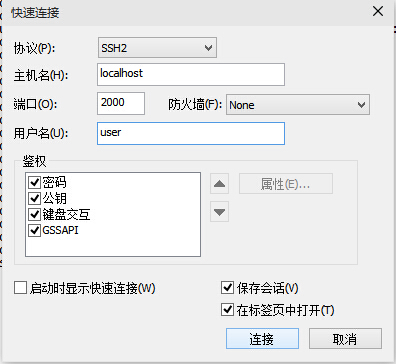 快速连接
协议(P): SSH2
主机名(H): localhost
端口(O): 2000 防火墙(F): None
用户名(U): user
鉴权
密码
公钥 属性(E)...
键盘交互
GSSAPI
启动时显示快速连接(W) 保存会话(V)
在标签页中打开(T)
连接 取消